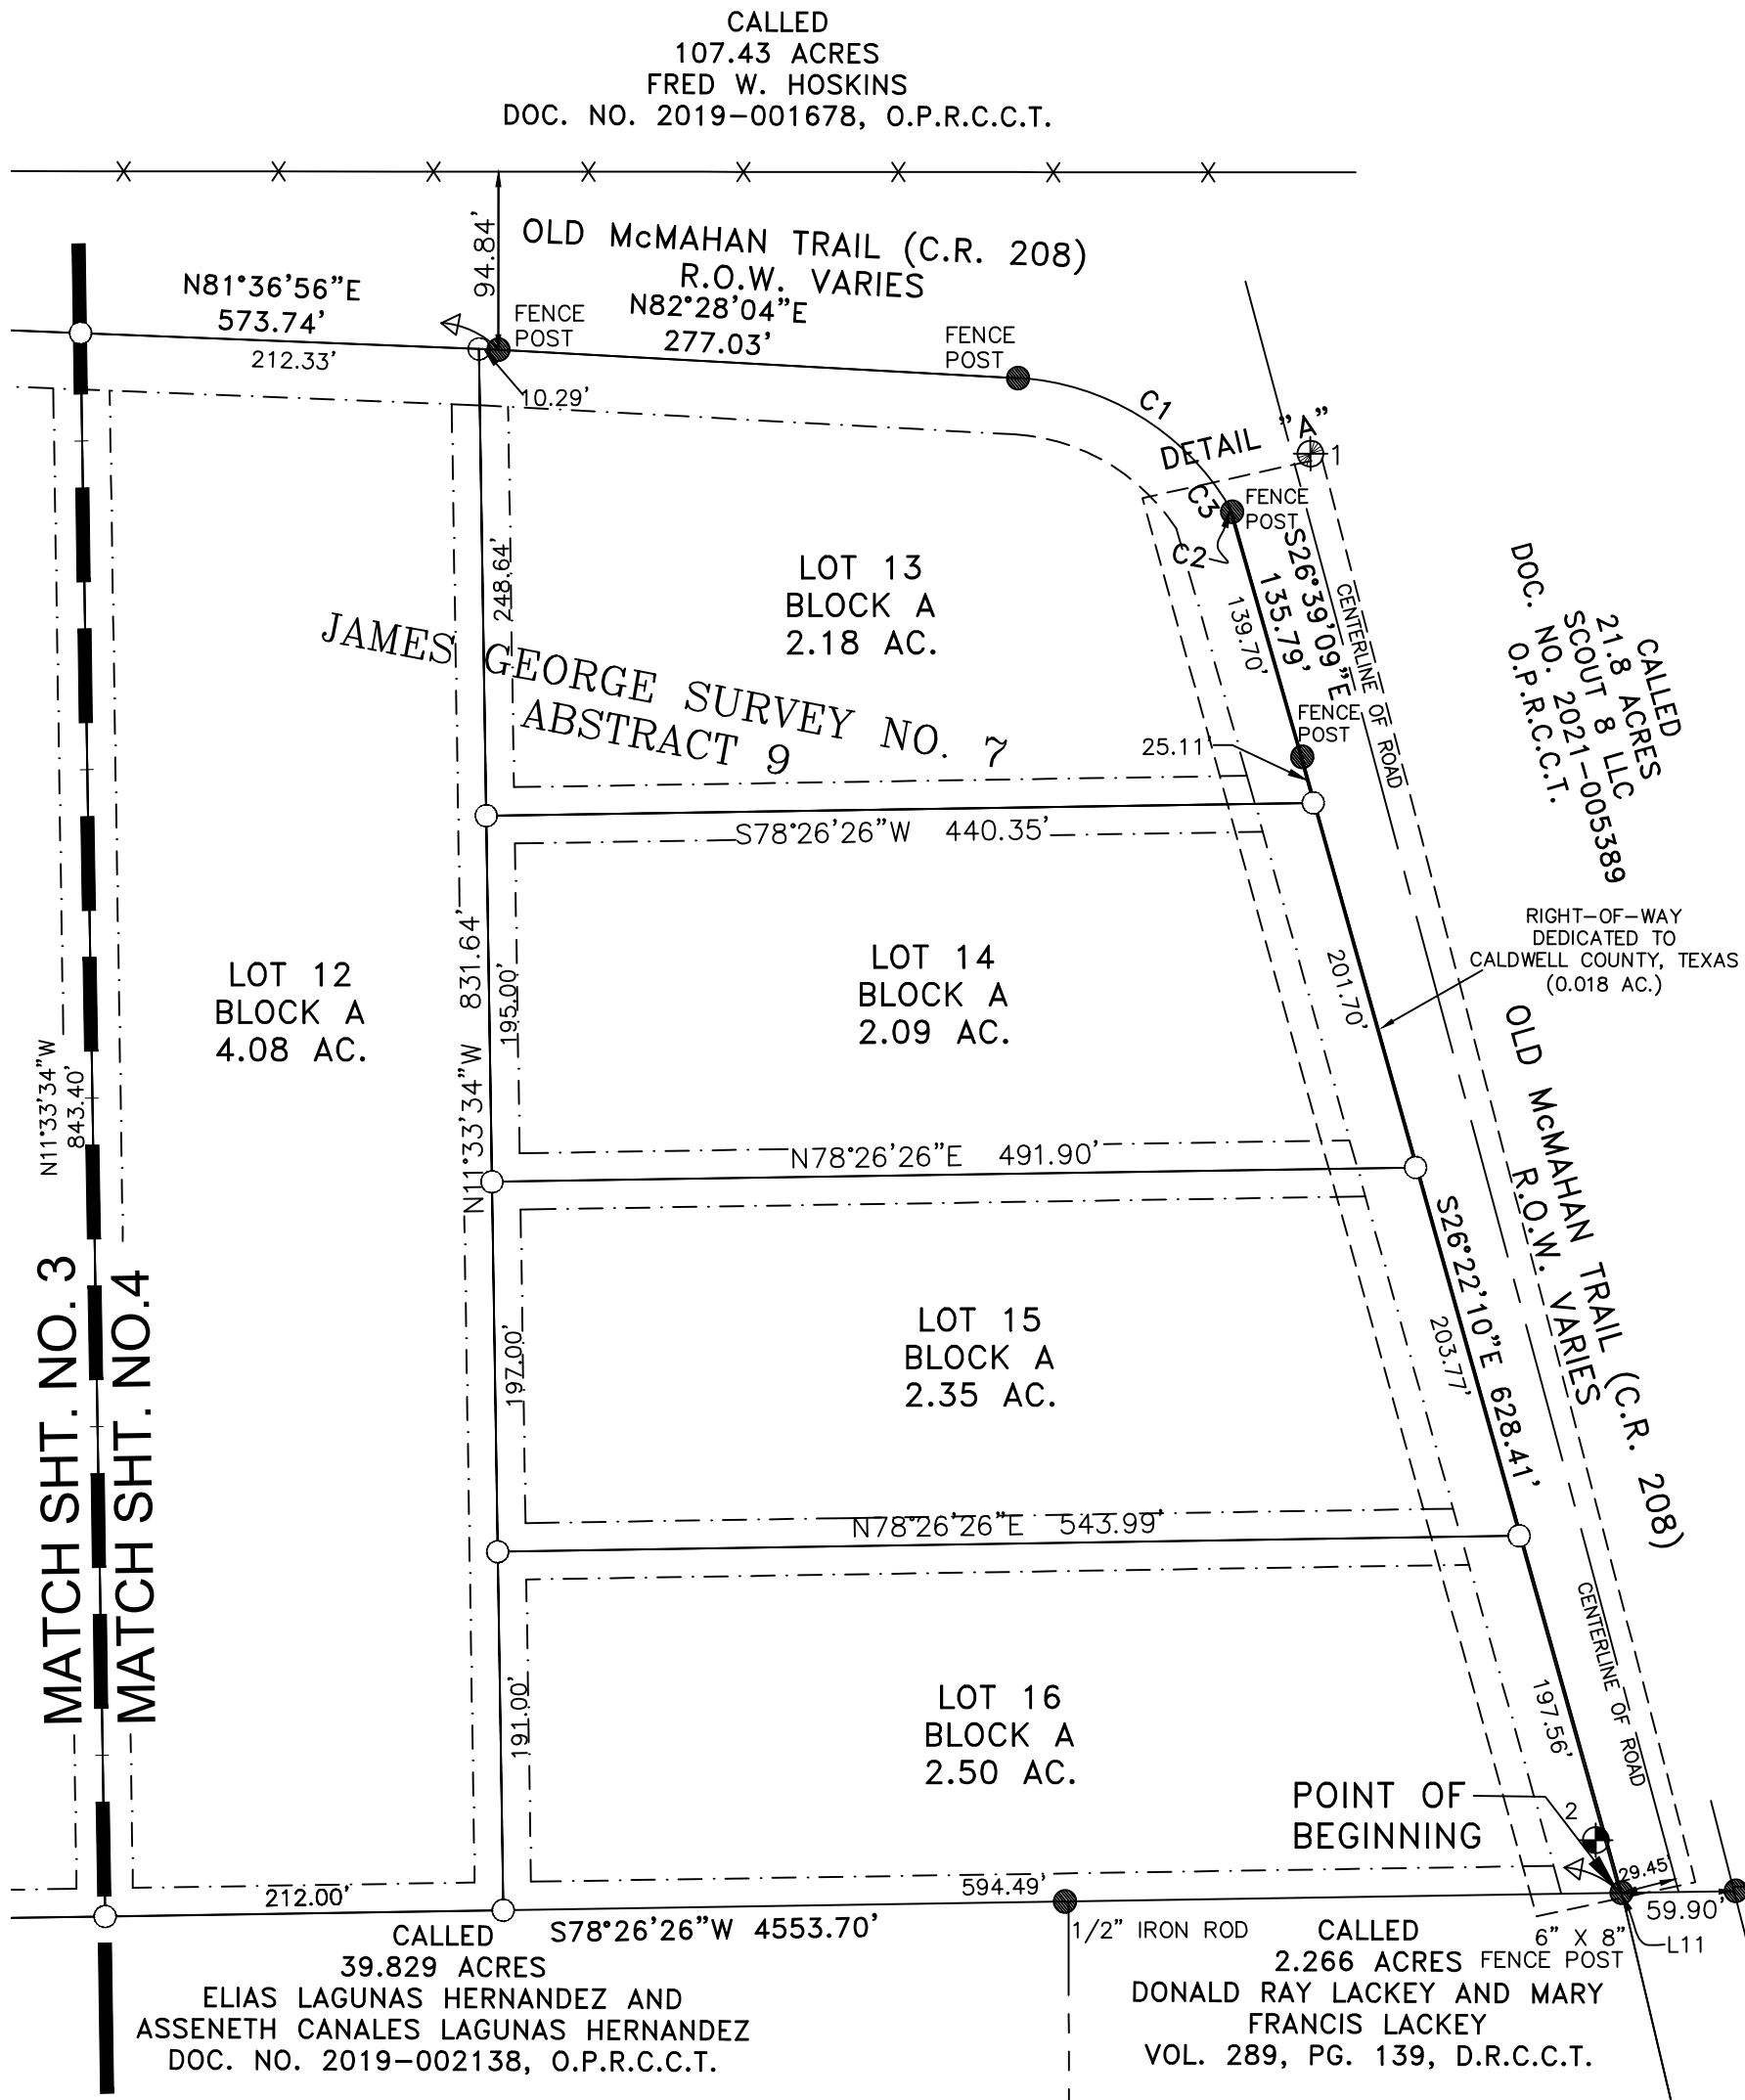 CALLED
107.43 ACRES
FRED W. HOSKINS
DOC. NO. 2019-001678, O.P.R.C.C.T.
94.84'
OLD McMAHAN TRAIL (C.R. 208)
R.O.W. VARIES
N81°36'56"E
573.74'
212.33'
FENCE
POST
N82°28'04"E
277.03'
FENCE
POST
10.29'
C1
DETAIL "A"
1
C3
FENCE
POST
C2
S26°39'09"E
135.79'
139.70'
CENTERLINE OF ROAD
248.64'
LOT 13
BLOCK A
2.18 AC.
JAMES GEORGE SURVEY NO. 7
ABSTRACT 9
FENCE
POST
25.11'
CALLED
21.8 ACRES
SCOUT 8 LLC
DOC. NO. 2021-005389
O.P.R.C.C.T.
S78°26'26"W 440.35'
RIGHT-OF-WAY
DEDICATED TO
CALDWELL COUNTY, TEXAS
(0.018 AC.)
LOT 12
BLOCK A
4.08 AC.
N11°33'34"W 831.64'
195.00'
LOT 14
BLOCK A
2.09 AC.
201.70'
N11°33'34"W
843.40'
N78°26'26"E 491.90'
OLD McMAHAN TRAIL (C.R. 208)
R.O.W. VARIES
S26°22'10"E 628.41'
203.77'
MATCH SHT. NO. 3
MATCH SHT. NO.4
197.00'
LOT 15
BLOCK A
2.35 AC.
N78°26'26"E 543.99'
CENTERLINE OF ROAD
197.56'
191.00'
LOT 16
BLOCK A
2.50 AC.
POINT OF
BEGINNING
2
29.45'
59.90'
L11
212.00'
594.49'
S78°26'26"W 4553.70'
1/2" IRON ROD
6" X 8"
FENCE POST
CALLED
39.829 ACRES
ELIAS LAGUNAS HERNANDEZ AND
ASSENETH CANALES LAGUNAS HERNANDEZ
DOC. NO. 2019-002138, O.P.R.C.C.T.
CALLED
2.266 ACRES
DONALD RAY LACKEY AND MARY
FRANCIS LACKEY
VOL. 289, PG. 139, D.R.C.C.T.